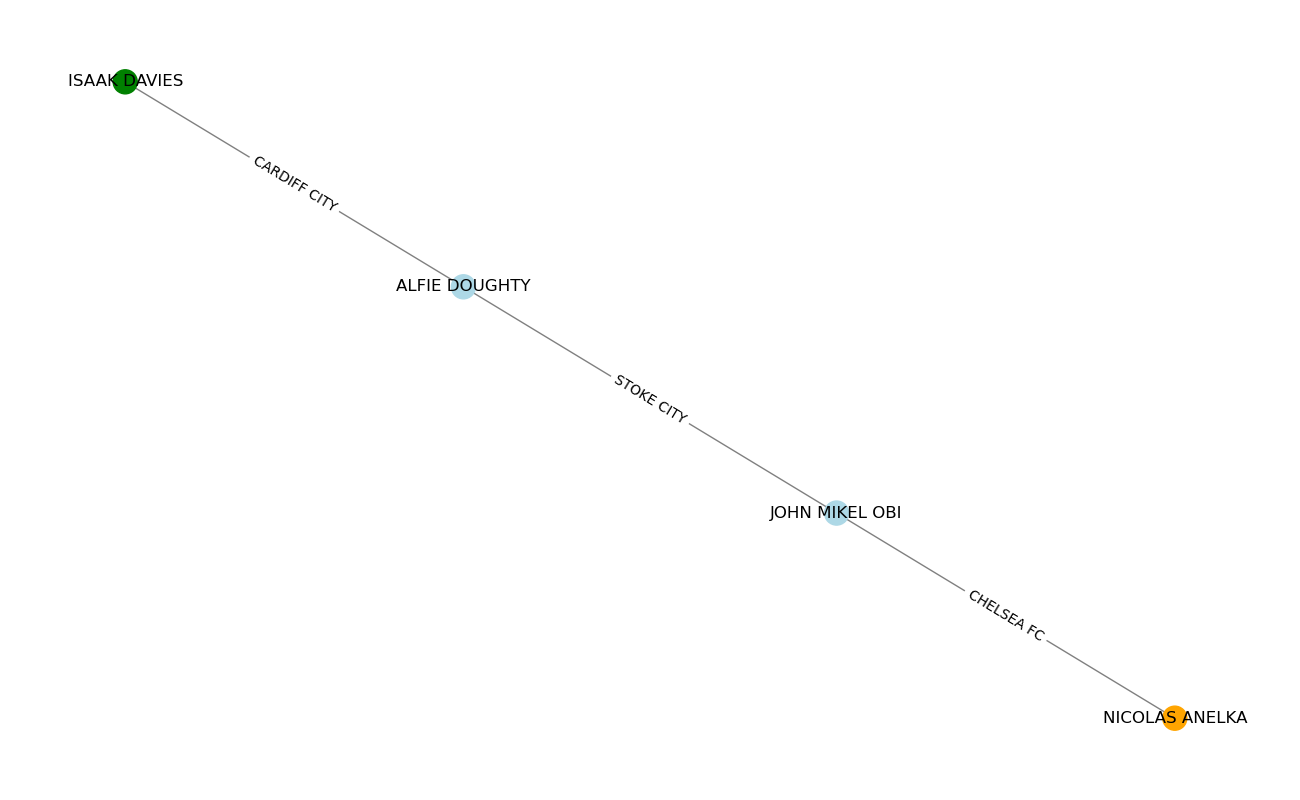 ISAAK DAVIES
CARDIFF CITY
ALFIE DOUGHTY
STOKE CITY
JOHN MIKEL OBI
CHELSEA FC
NICOLAS ANELKA